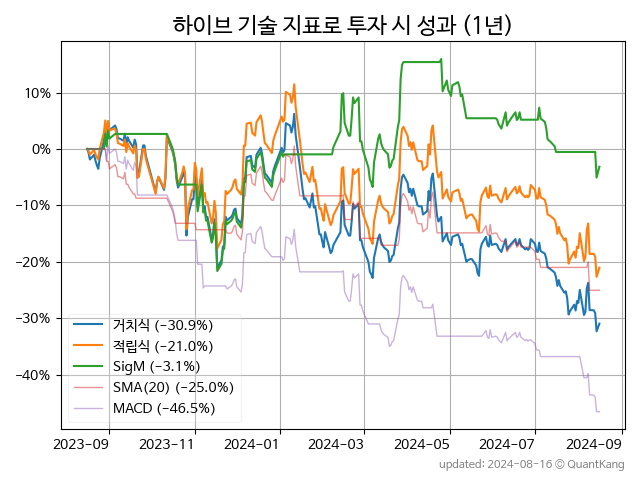 하이브 기술 지표로 투자 시 성과 (1년)
10%
0%
−10%
−20%
−30%
−40%
거치식 (−30.9%)
적립식 (−21.0%)
SigM (−3.1%)
SMA(20) (−25.0%)
MACD (−46.5%)
2023-09 2023-11 2024-01 2024-03 2024-05 2024-07 2024-09
updated: 2024-08-16 © QuantKang